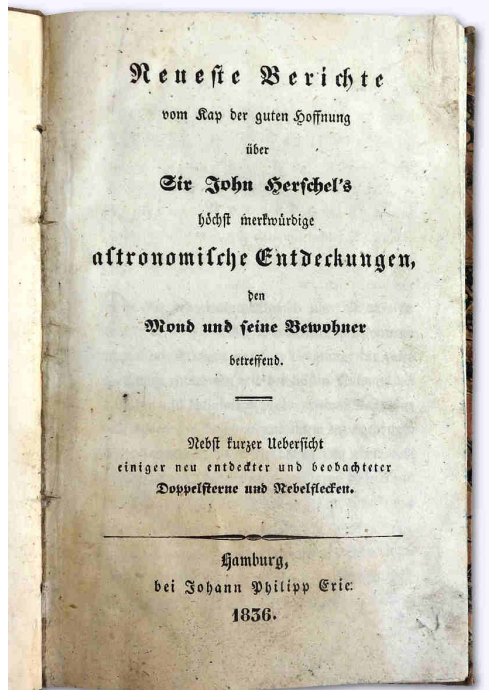 Neueste Berichte
vom Kap der guten Hoffnung
über
Sir John Herschel's
höchst merkwürdige
astronomische Entdeckungen,
den
Mond und seine Bewohner
betreffend.
Nebst kurzer Uebersicht
einiger neu entdeckter und beobachteter
Doppelsterne und Nebelflecken.
Hamburg,
bei Johann Philipp Erie.
1836.